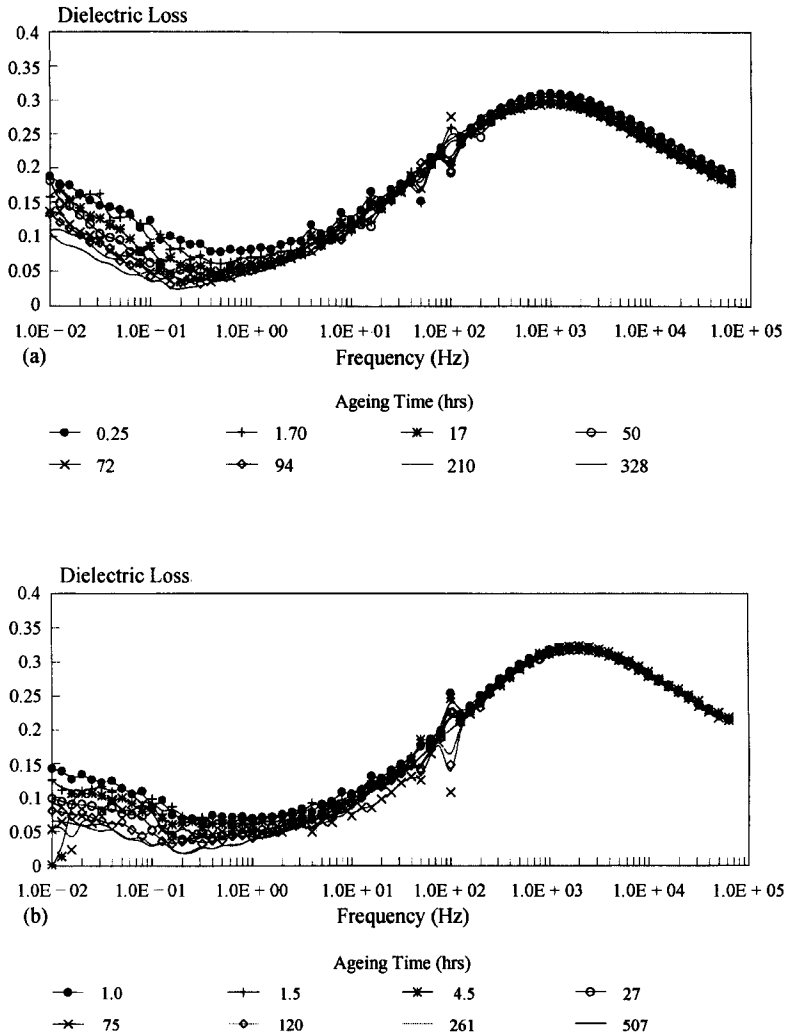 Dielectric Loss
0.4
0.35
0.3
0.25
0.2
0.15
0.1
0.05
0
1.0E−02 1.0E−01 1.0E+00 1.0E+01 1.0E+02 1.0E+03 1.0E+04 1.0E+05
(a) Frequency (Hz)
Ageing Time (hrs)
0.25 1.70 17 50
72 94 210 328
Dielectric Loss
0.4
0.35
0.3
0.25
0.2
0.15
0.1
0.05
0
1.0E−02 1.0E−01 1.0E+00 1.0E+01 1.0E+02 1.0E+03 1.0E+04 1.0E+05
(b) Frequency (Hz)
Ageing Time (hrs)
1.0 1.5 4.5 27
75 120 261 507